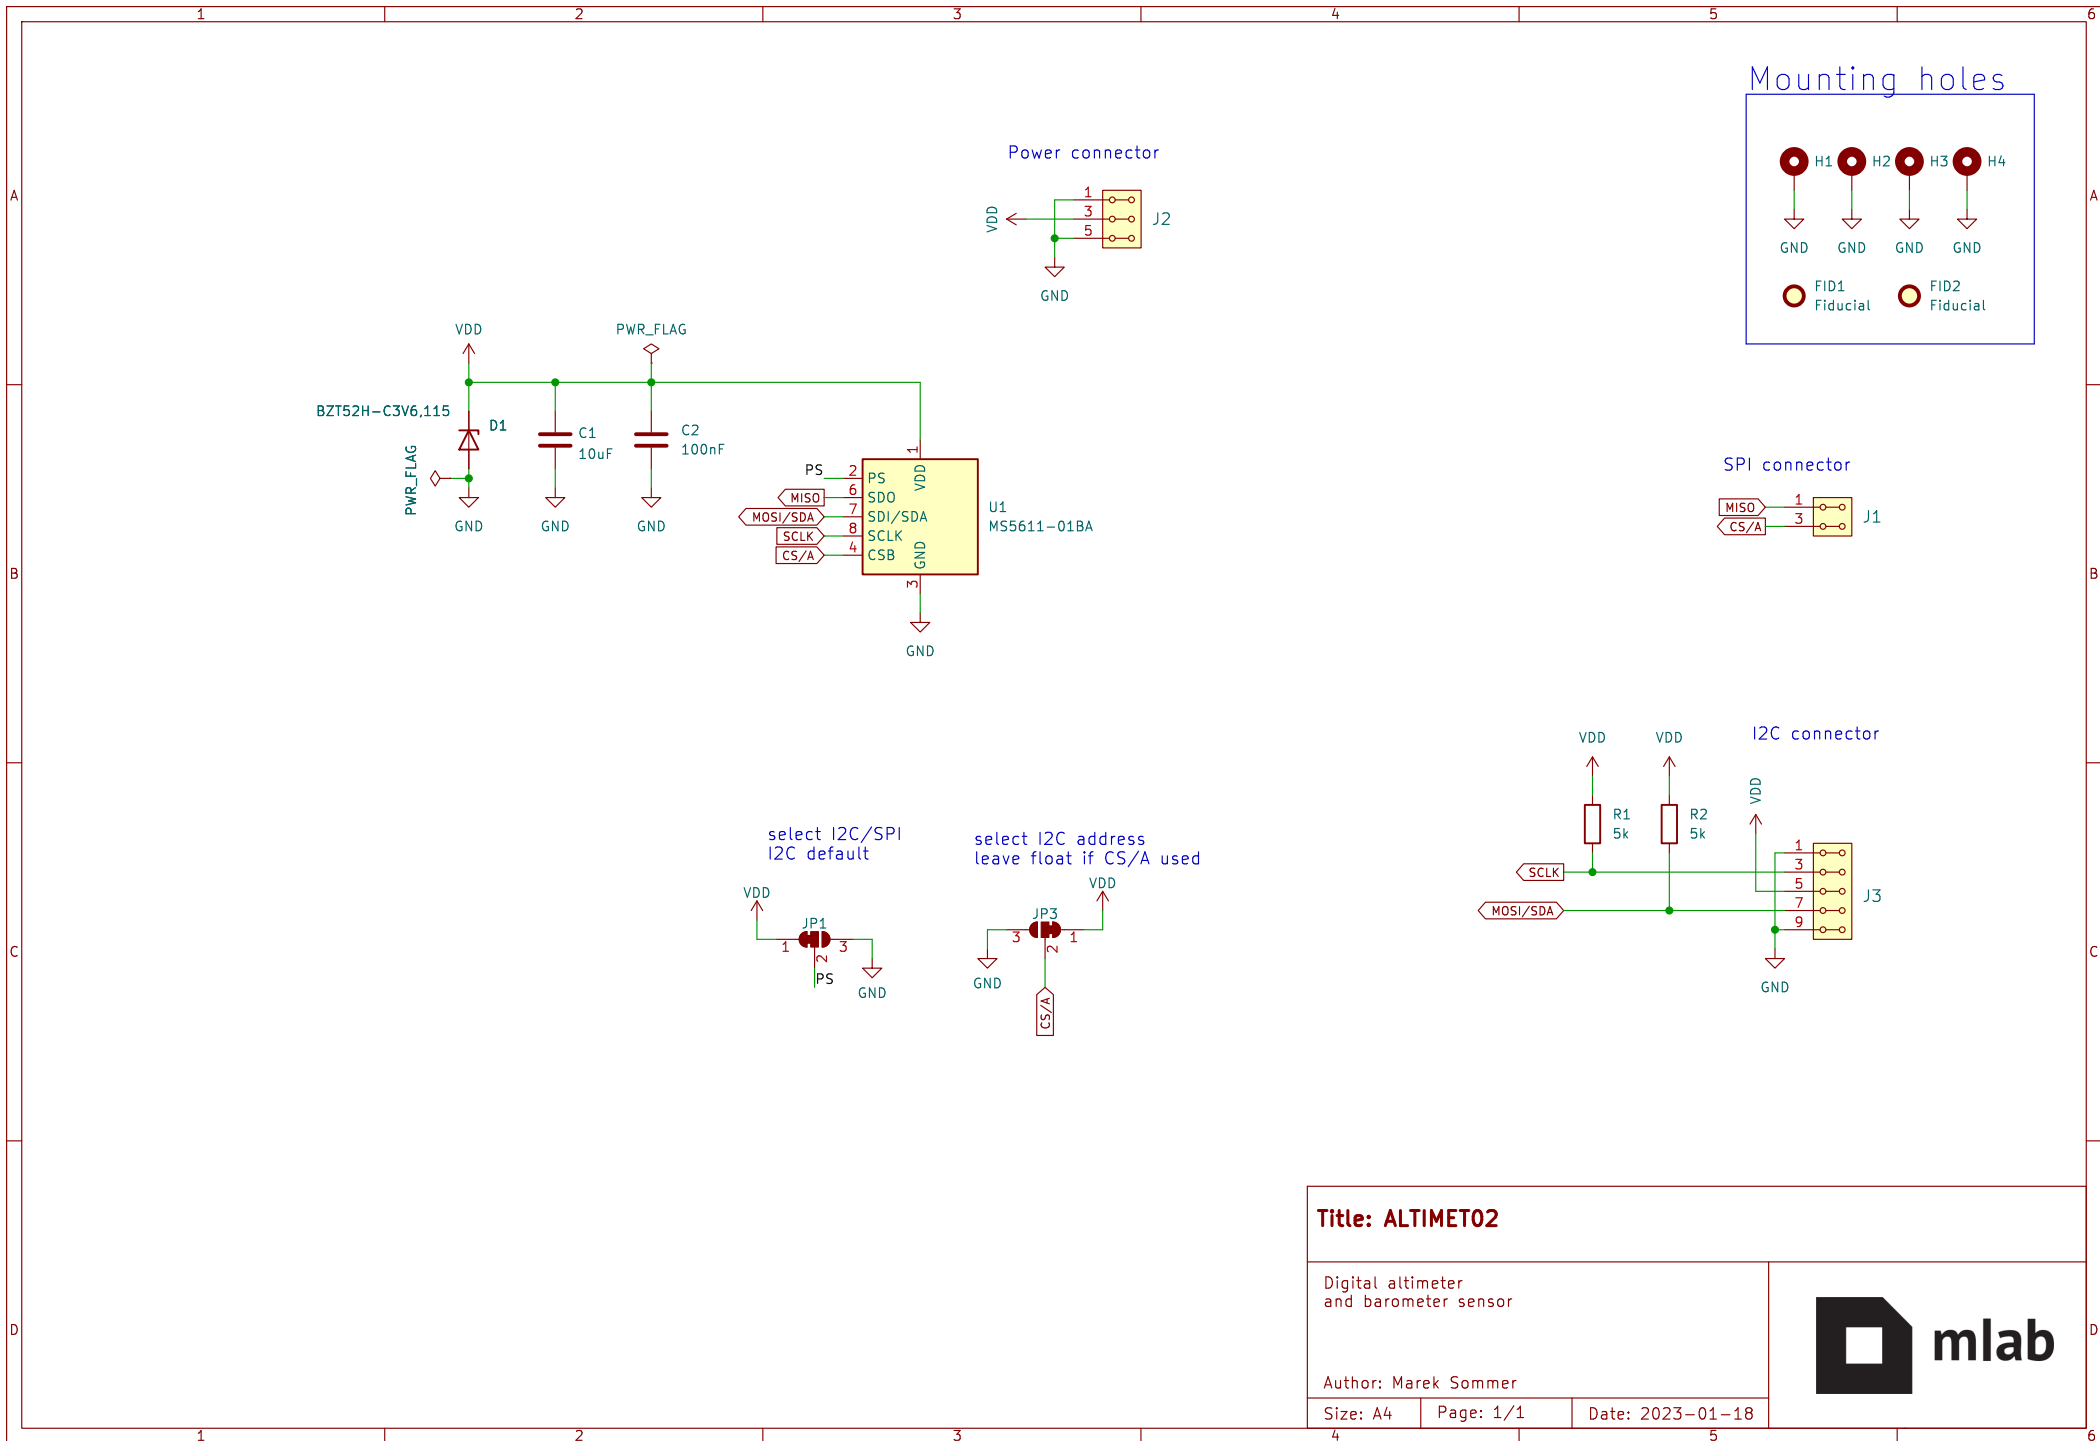 1 2 3 4 5 6
Mounting holes
H1 H2 H3 H4
GND GND GND GND
FID1
Fiducial
FID2
Fiducial
Power connector
1
3
5
J2
VDD
GND
A A
VDD
PWR_FLAG
BZT52H-C3V6,115
D1
PWR_FLAG
C1
10uF
C2
100nF
GND GND GND
PS
MISO
MOSI/SDA
SCLK
CS/A
2
6
7
8
4
1
3
PS
SDO
SDI/SDA
SCLK
CSB
VDD
GND
U1
MS5611-01BA
GND
SPI connector
MISO
CS/A
1
3
J1
B B
I2C connector
VDD VDD
VDD
R1
5k
R2
5k
SCLK
MOSI/SDA
1
3
5
7
9
J3
GND
select I2C/SPI
I2C default
VDD
JP1
1 3
2
PS
GND
select I2C address
leave float if CS/A used
VDD
JP3
3 1
2
GND
CS/A
C C
Title: ALTIMET02
Digital altimeter
and barometer sensor
Author: Marek Sommer
Size: A4
Page: 1/1
Date: 2023-01-18
mlab
D D
1 2 3 4 5 6